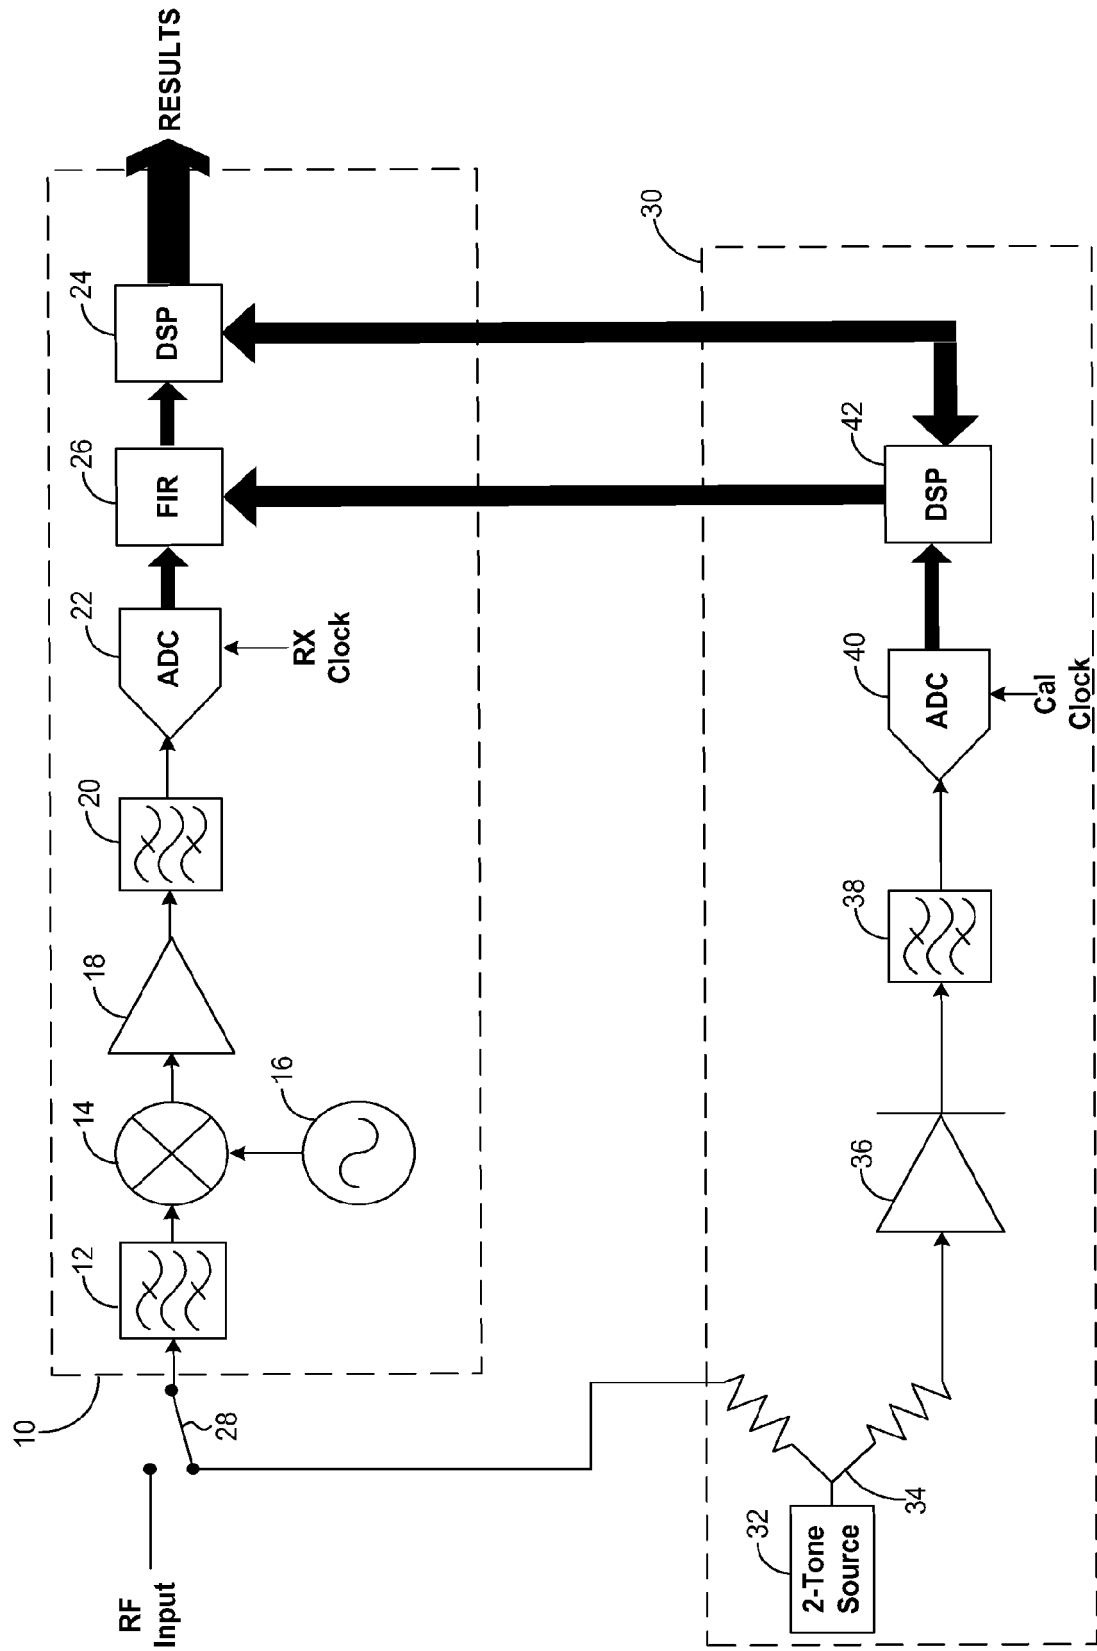 10
RF
Input
28
12
14
16
18
20
ADC
22
RX
Clock
FIR
26
DSP
24
RESULTS
30
2-Tone
Source
32
34
36
38
ADC
40
Cal
Clock
DSP
42